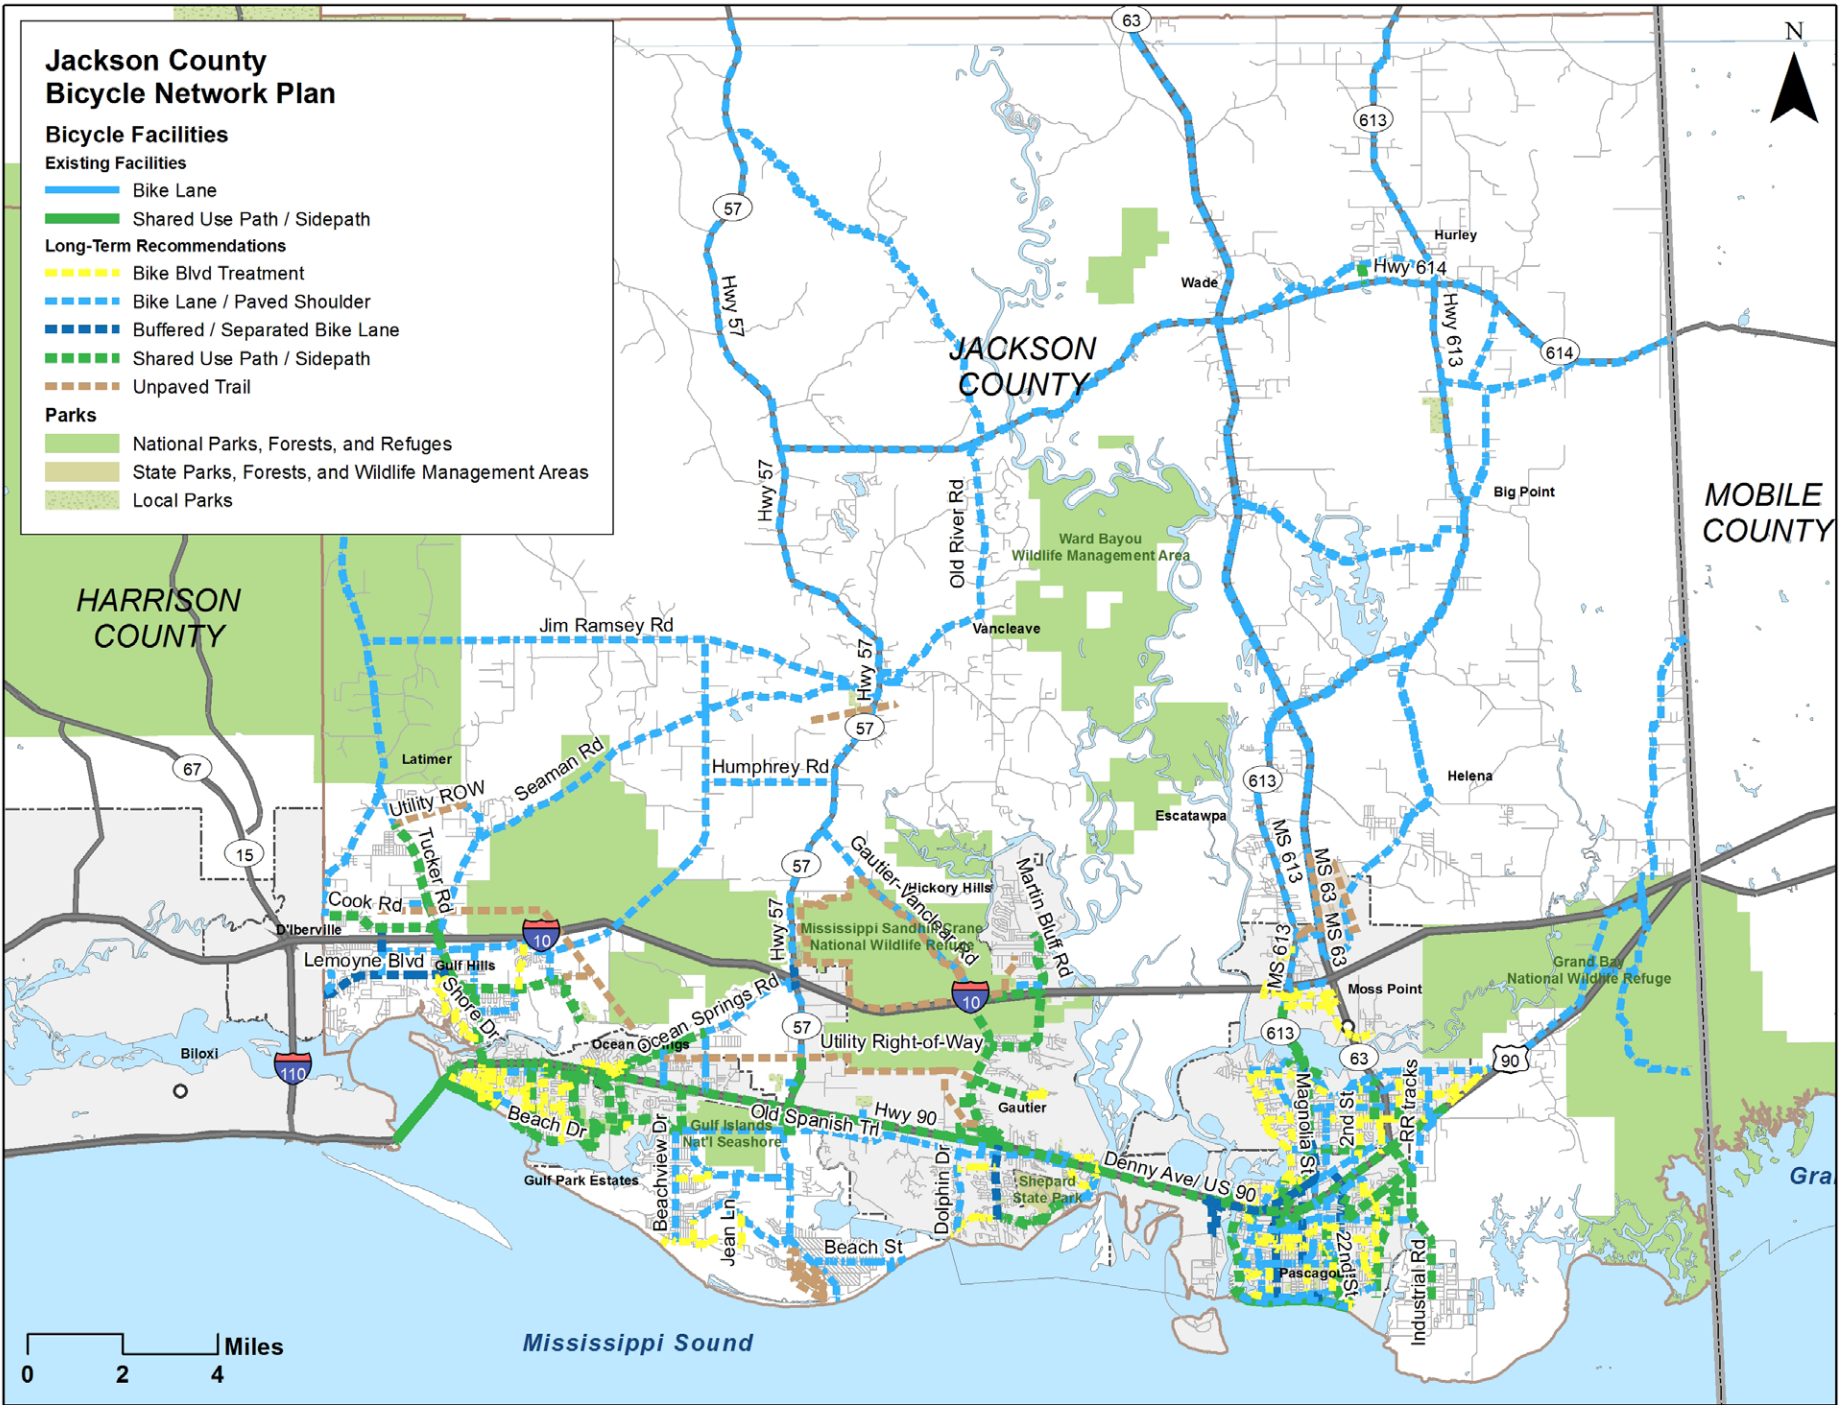 Jackson County
Bicycle Network Plan
Bicycle Facilities
Existing Facilities
Bike Lane
Shared Use Path / Sidepath
Long-Term Recommendations
Bike Blvd Treatment
Bike Lane / Paved Shoulder
Buffered / Separated Bike Lane
Shared Use Path / Sidepath
Unpaved Trail
Parks
National Parks, Forests, and Refuges
State Parks, Forests, and Wildlife Management Areas
Local Parks
63
N
613
57
Hurley
Hwy 614
Wade
Hwy 57
Hwy 613
JACKSON
COUNTY
614
Hwy 57
Old River Rd
Big Point
MOBILE
COUNTY
Ward Bayou
Wildlife Management Area
HARRISON
COUNTY
Jim Ramsey Rd
Vancleave
Hwy 57
57
Latimer
67
Seaman Rd
Humphrey Rd
613
Helena
Utility ROW
Escatawpa
15
Tucker Rd
57
Gautier-Vancleave Rd
Hickory Hills
Martin Bluff Rd
MS 613
MS 63
MS 63
Cook Rd
D'Iberville
10
Hwy 57
Mississippi Sandhill Crane
National Wildlife Refuge
MS 613
Lemoyne Blvd
Gulf Hills
Grand Bay
National Wildlife Refuge
Shore Dr
Ocean Springs Rd
10
Moss Point
57
Utility Right-of-Way
613
Biloxi
110
63
90
Gautier
Magnolia St
2nd St
RR tracks
Beach Dr
Old Spanish Trl
Hwy 90
Gulf Islands
Nat'l Seashore
Beachview Dr
Dolphin Dr
Denny Ave/ US 90
Gulf Park Estates
Shepard
State Park
Jean Ln
Beach St
22nd St
Industrial Rd
Mississippi Sound
Miles
0 2 4